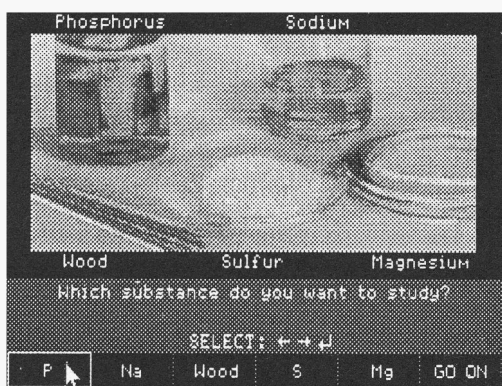 Phosphorus Sodium
Wood Sulfur Magnesium
Which substance do you want to study?
SELECT: ← → ↵
P Na Wood S Mg GO ON